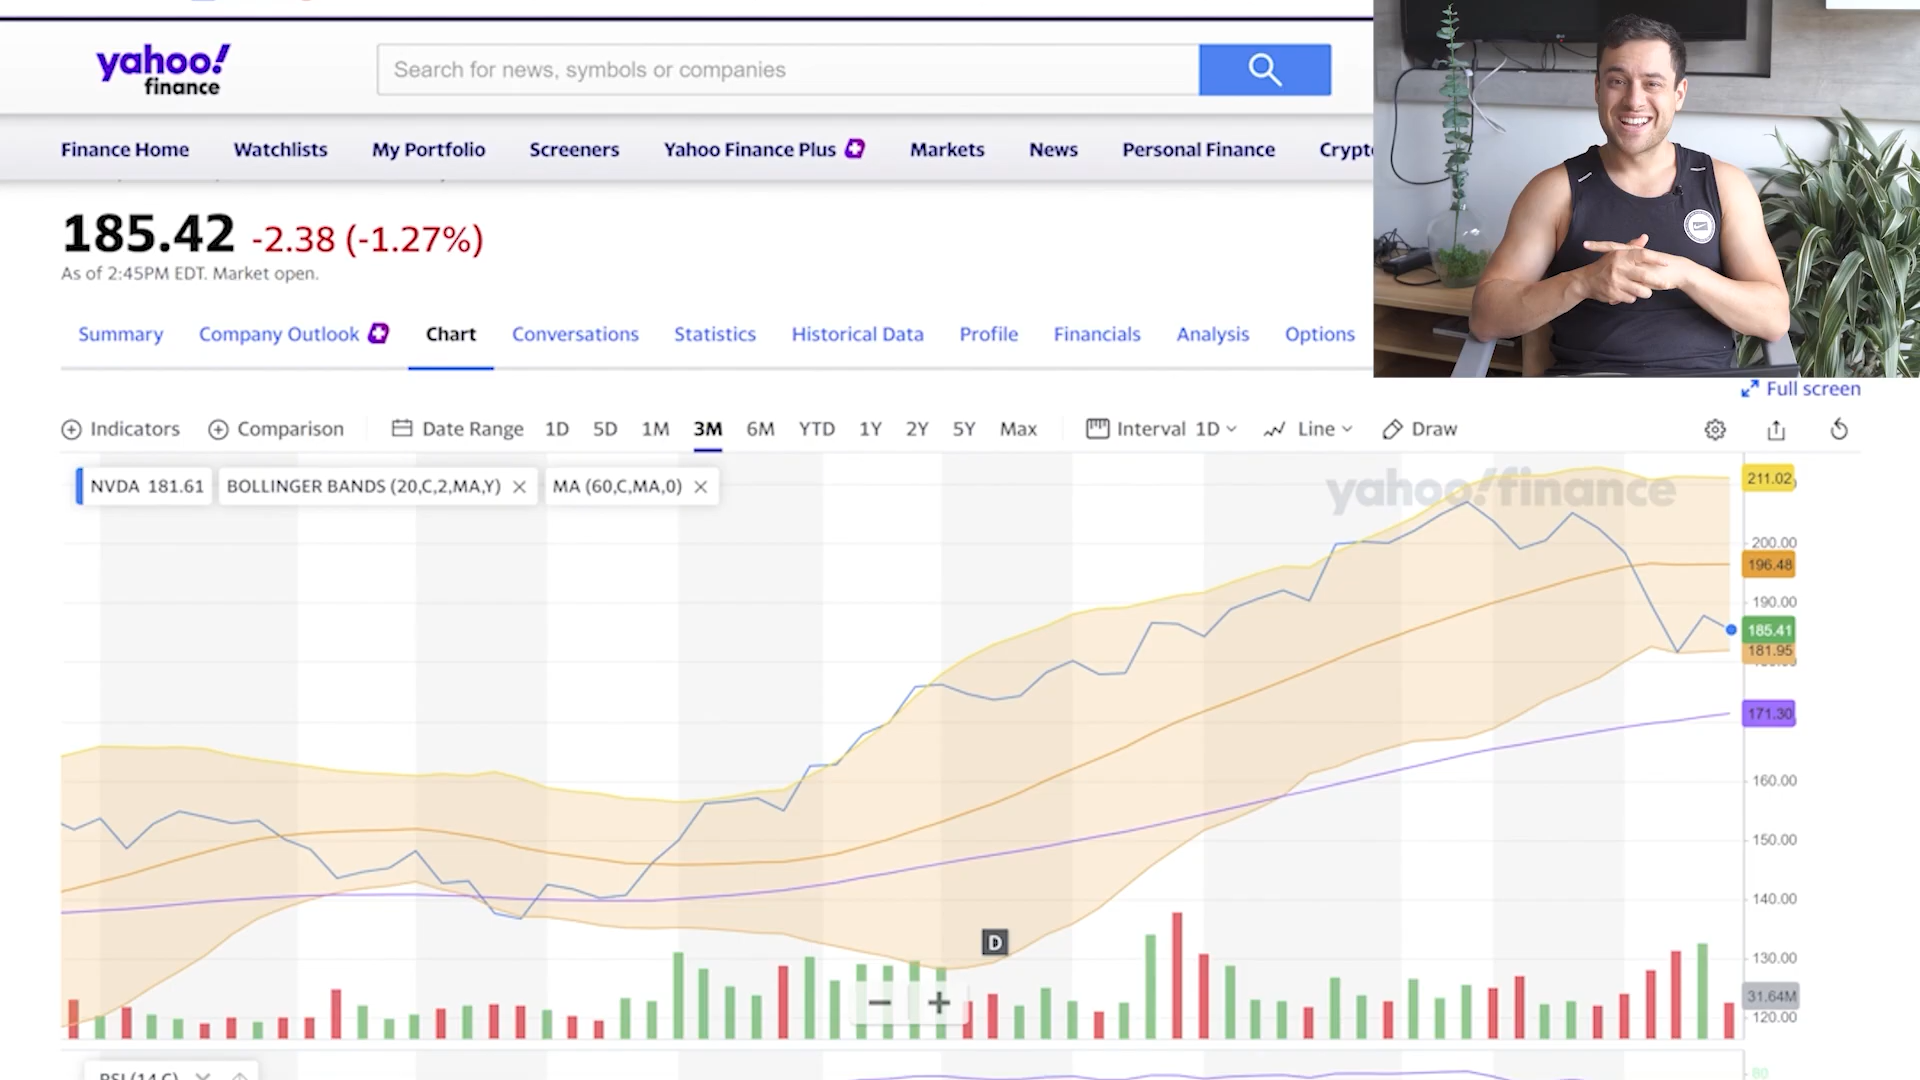 yahoo!
finance
Search for news, symbols or companies
Finance Home Watchlists My Portfolio Screeners Yahoo Finance Plus Markets News Personal Finance Crypt
185.42 -2.38 (-1.27%)
As of 2:45PM EDT. Market open.
Summary Company Outlook Chart Conversations Statistics Historical Data Profile Financials Analysis Options
Full screen
Indicators Comparison Date Range 1D 5D 1M 3M 6M YTD 1Y 2Y 5Y Max Interval 1D Line Draw
NVDA 181.61 BOLLINGER BANDS (20,C,2,MA,Y) MA (60,C,MA,0)
yahoo!finance
211.02
200.00
196.48
190.00
185.41
181.95
171.30
160.00
150.00
140.00
D
130.00
31.64M
120.00
RSI (14,C)
80